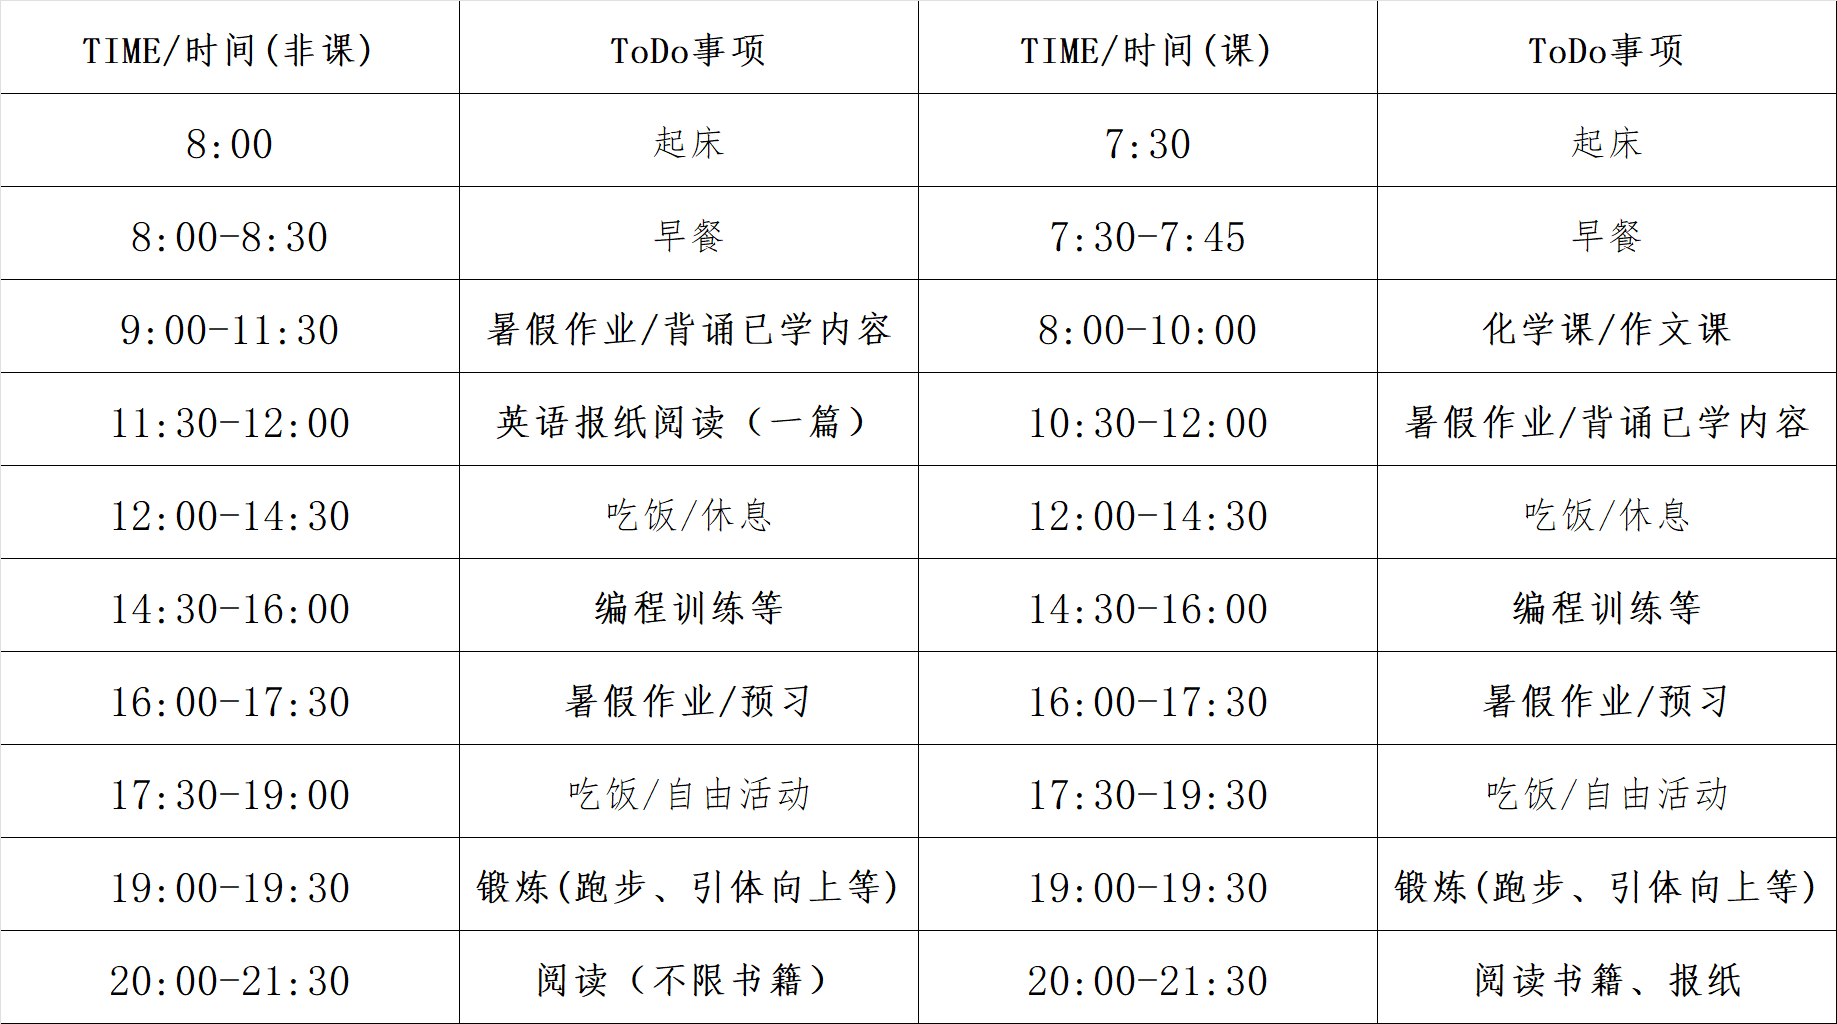 TIME/时间(非课) ToDo事项 TIME/时间(课) ToDo事项
8:00 起床 7:30 起床
8:00-8:30 早餐 7:30-7:45 早餐
9:00-11:30 暑假作业/背诵已学内容 8:00-10:00 化学课/作文课
11:30-12:00 英语报纸阅读（一篇） 10:30-12:00 暑假作业/背诵已学内容
12:00-14:30 吃饭/休息 12:00-14:30 吃饭/休息
14:30-16:00 编程训练等 14:30-16:00 编程训练等
16:00-17:30 暑假作业/预习 16:00-17:30 暑假作业/预习
17:30-19:00 吃饭/自由活动 17:30-19:30 吃饭/自由活动
19:00-19:30 锻炼(跑步、引体向上等) 19:00-19:30 锻炼(跑步、引体向上等)
20:00-21:30 阅读（不限书籍） 20:00-21:30 阅读书籍、报纸